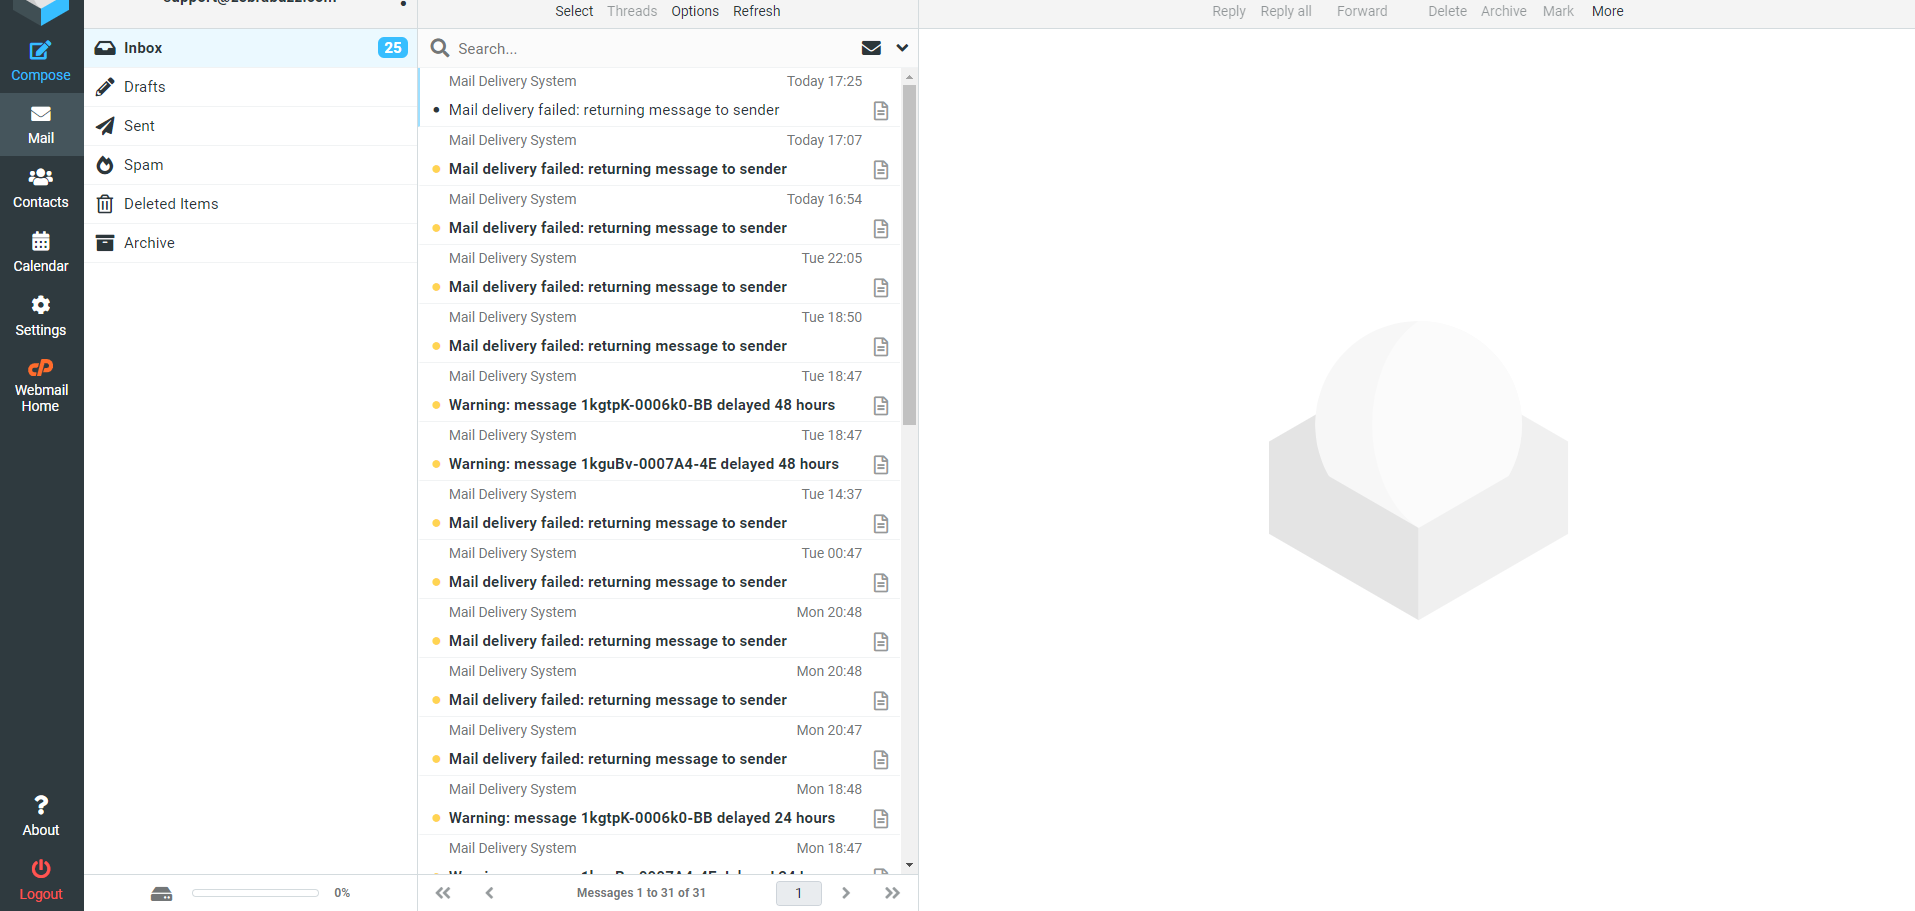 Compose
Mail
Contacts
Calendar
Settings
Webmail
Home
About
Logout
Inbox 25
Drafts
Sent
Spam
Deleted Items
Archive
0%
Select Threads Options Refresh
Search...
Mail Delivery System Today 17:25
Mail delivery failed: returning message to sender
Mail Delivery System Today 17:07
Mail delivery failed: returning message to sender
Mail Delivery System Today 16:54
Mail delivery failed: returning message to sender
Mail Delivery System Tue 22:05
Mail delivery failed: returning message to sender
Mail Delivery System Tue 18:50
Mail delivery failed: returning message to sender
Mail Delivery System Tue 18:47
Warning: message 1kgtpK-0006k0-BB delayed 48 hours
Mail Delivery System Tue 18:47
Warning: message 1kguBv-0007A4-4E delayed 48 hours
Mail Delivery System Tue 14:37
Mail delivery failed: returning message to sender
Mail Delivery System Tue 00:47
Mail delivery failed: returning message to sender
Mail Delivery System Mon 20:48
Mail delivery failed: returning message to sender
Mail Delivery System Mon 20:48
Mail delivery failed: returning message to sender
Mail Delivery System Mon 20:47
Mail delivery failed: returning message to sender
Mail Delivery System Mon 18:48
Warning: message 1kgtpK-0006k0-BB delayed 24 hours
Mail Delivery System Mon 18:47
Messages 1 to 31 of 31 1
Reply Reply all Forward Delete Archive Mark More